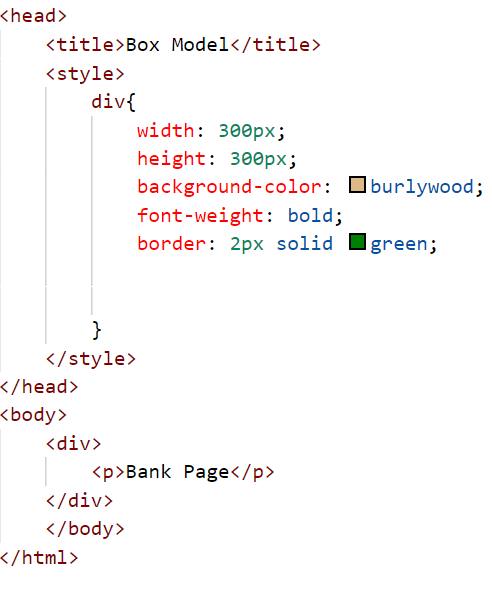 <head>
<title>Box Model</title>
<style>
div{
width: 300px;
height: 300px;
background-color: burlywood;
font-weight: bold;
border: 2px solid green;
}
</style>
</head>
<body>
<div>
<p>Bank Page</p>
</div>
</body>
</html>